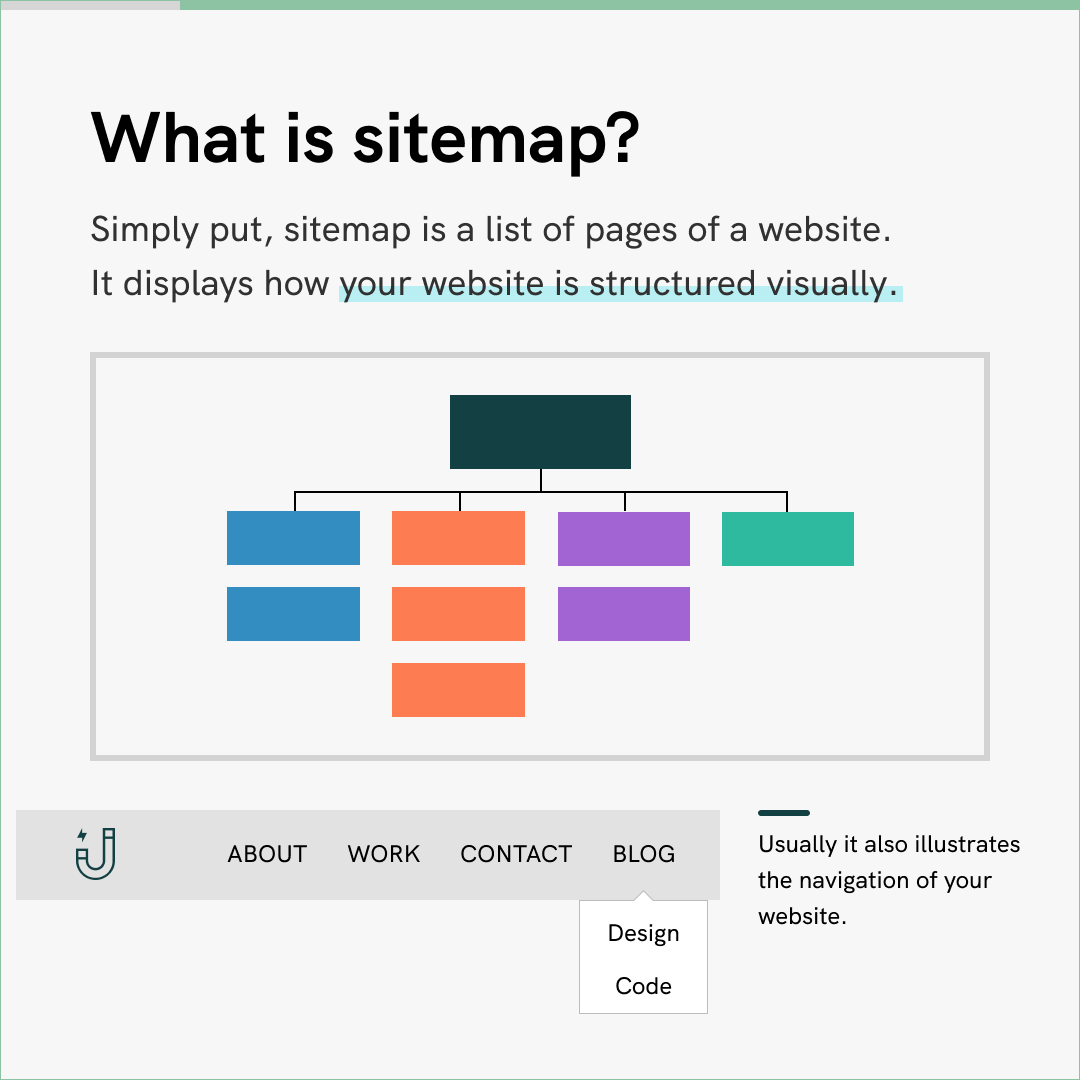 What is sitemap?
Simply put, sitemap is a list of pages of a website.
It displays how your website is structured visually.
ABOUT WORK CONTACT BLOG
Design
Code
Usually it also illustrates
the navigation of your
website.